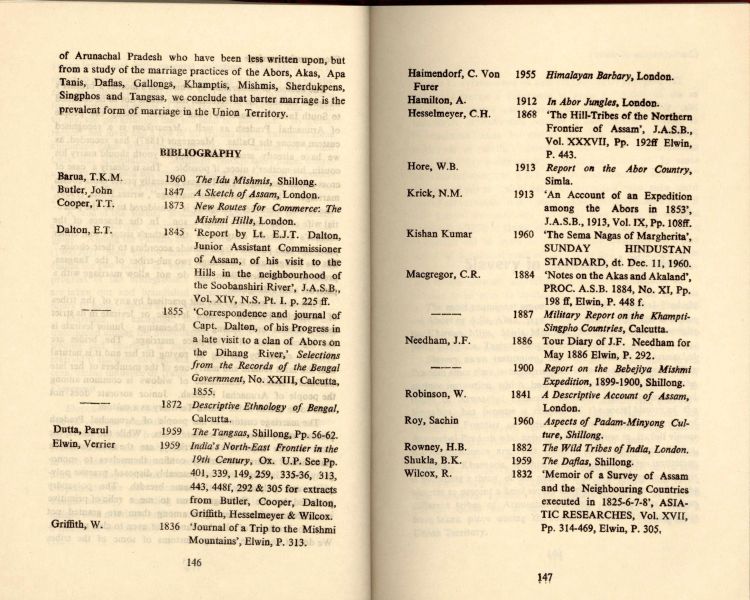 of Arunachal Pradesh who have been less written upon, but
from a study of the marriage practices of the Abors, Akas, Apa
Tanis, Daflas, Gallongs, Khamptis, Mishmis, Sherdukpens,
Singphos and Tangsas, we conclude that barter marriage is the
prevalent form of marriage in the Union Territory.
BIBLIOGRAPHY
Barua, T.K.M. 1960 The Idu Mishmis, Shillong.
Butler, John 1847 A Sketch of Assam, London.
Cooper, T.T. 1873 New Routes for Commerce: The
Mishmi Hills, London.
Dalton, E.T. 1845 'Report by Lt. E.J.T. Dalton,
Junior Assistant Commissioner
of Assam, of his visit to the
Hills in the neighbourhood of
the Soobanshiri River', J.A.S.B.,
Vol. XIV, N.S. Pt. I. p. 225 ff.
—— 1855 'Correspondence and journal of
Capt. Dalton, of his Progress in
a late visit to a clan of Abors on
the Dihang River,' Selections
from the Records of the Bengal
Government, No. XXIII, Calcutta,
1855.
—— 1872 Descriptive Ethnology of Bengal,
Calcutta.
Dutta, Parul 1959 The Tangsas, Shillong, Pp. 56-62.
Elwin, Verrier 1959 India's North-East Frontier in the
19th Century, Ox. U.P. See Pp.
401, 339, 149, 259, 335-36, 313,
443, 448f, 292 & 305 for extracts
from Butler, Cooper, Dalton,
Griffith, Hesselmeyer & Wilcox.
Griffith, W. 1836 'Journal of a Trip to the Mishmi
Mountains', Elwin, P. 313.
146
Haimendorf, C. Von 1955 Himalayan Barbary, London.
Furer
Hamilton, A. 1912 In Abor Jungles, London.
Hesselmeyer, C.H. 1868 'The Hill-Tribes of the Northern
Frontier of Assam', J.A.S.B.,
Vol. XXXVII, Pp. 192ff Elwin,
P. 443.
Hore, W.B. 1913 Report on the Abor Country,
Simla.
Krick, N.M. 1913 'An Account of an Expedition
among the Abors in 1853',
J.A.S.B., 1913, Vol. IX, Pp. 108ff.
Kishan Kumar 1960 'The Sema Nagas of Margherita',
SUNDAY HINDUSTAN
STANDARD, dt. Dec. 11, 1960.
Macgregor, C.R. 1884 'Notes on the Akas and Akaland',
PROC. A.S.B. 1884, No. XI, Pp.
198 ff, Elwin, P. 448 f.
—— 1887 Military Report on the Khampti-
Singpho Countries, Calcutta.
Needham, J.F. 1886 Tour Diary of J.F. Needham for
May 1886 Elwin, P. 292.
—— 1900 Report on the Bebejiya Mishmi
Expedition, 1899-1900, Shillong.
Robinson, W. 1841 A Descriptive Account of Assam,
London.
Roy, Sachin 1960 Aspects of Padam-Minyong Cul-
ture, Shillong.
Rowney, H.B. 1882 The Wild Tribes of India, London.
Shukla, B.K. 1959 The Daflas, Shillong.
Wilcox, R. 1832 'Memoir of a Survey of Assam
and the Neighbouring Countries
executed in 1825-6-7-8', ASIA-
TIC RESEARCHES, Vol. XVII,
Pp. 314-469, Elwin, P. 305.
147